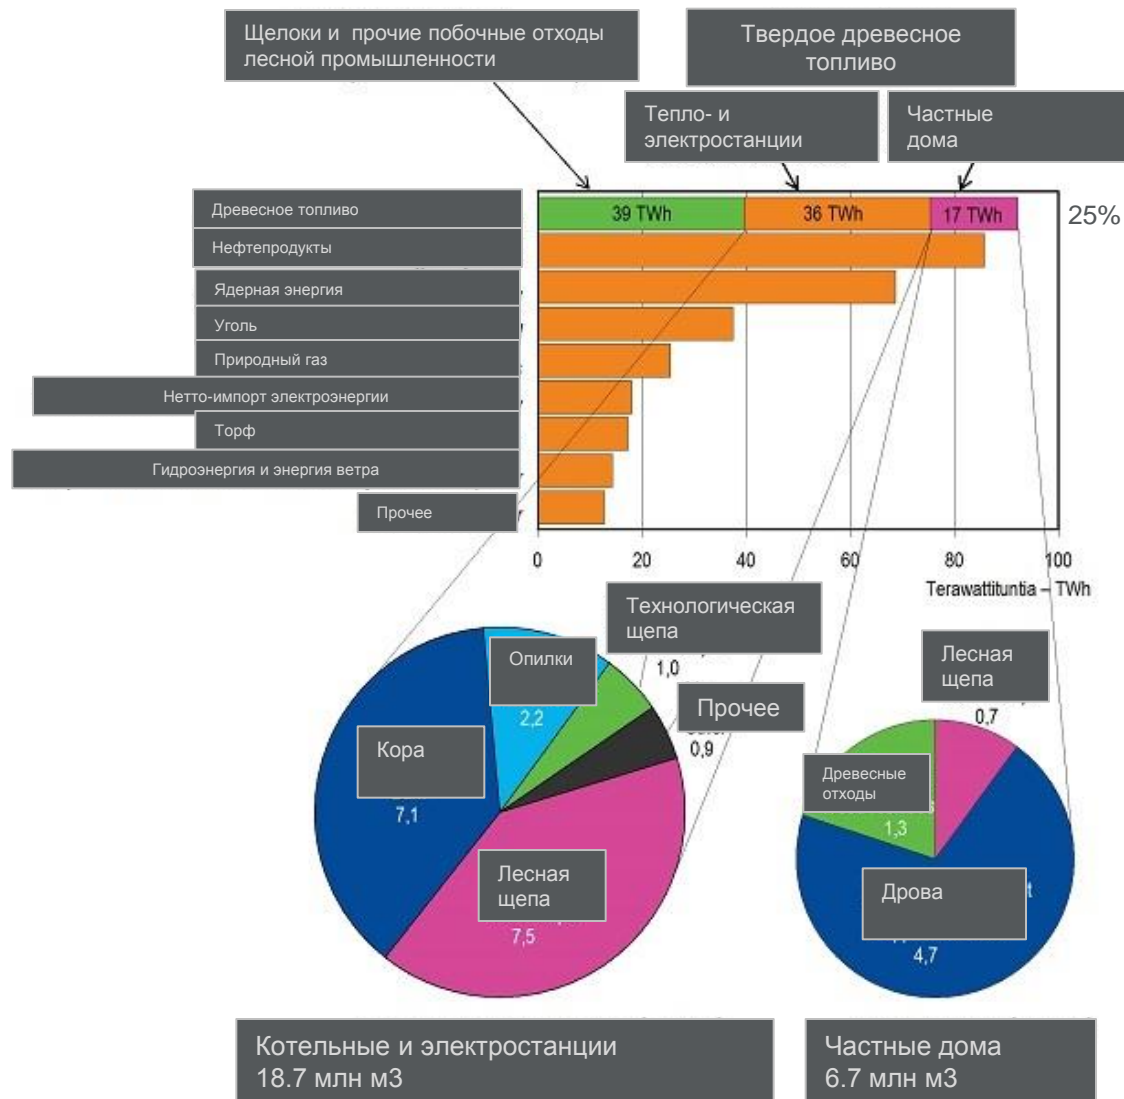 Щелоки и прочие побочные отходы
лесной промышленности
Твердое древесное
топливо
Тепло- и
электростанции
Частные
дома
Древесное топливо
39 TWh
36 TWh
17 TWh
25%
Нефтепродукты
Ядерная энергия
Уголь
Природный газ
Нетто-импорт электроэнергии
Торф
Гидроэнергия и энергия ветра
Прочее
0
20
40
60
80
100
Terawattituntia – TWh
Технологическая
щепа
1,0
Опилки
2,2
Прочее
0,9
Кора
7,1
Лесная
щепа
7,5
Лесная
щепа
0,7
Древесные
отходы
1,3
Дрова
4,7
Котельные и электростанции
18.7 млн м3
Частные дома
6.7 млн м3